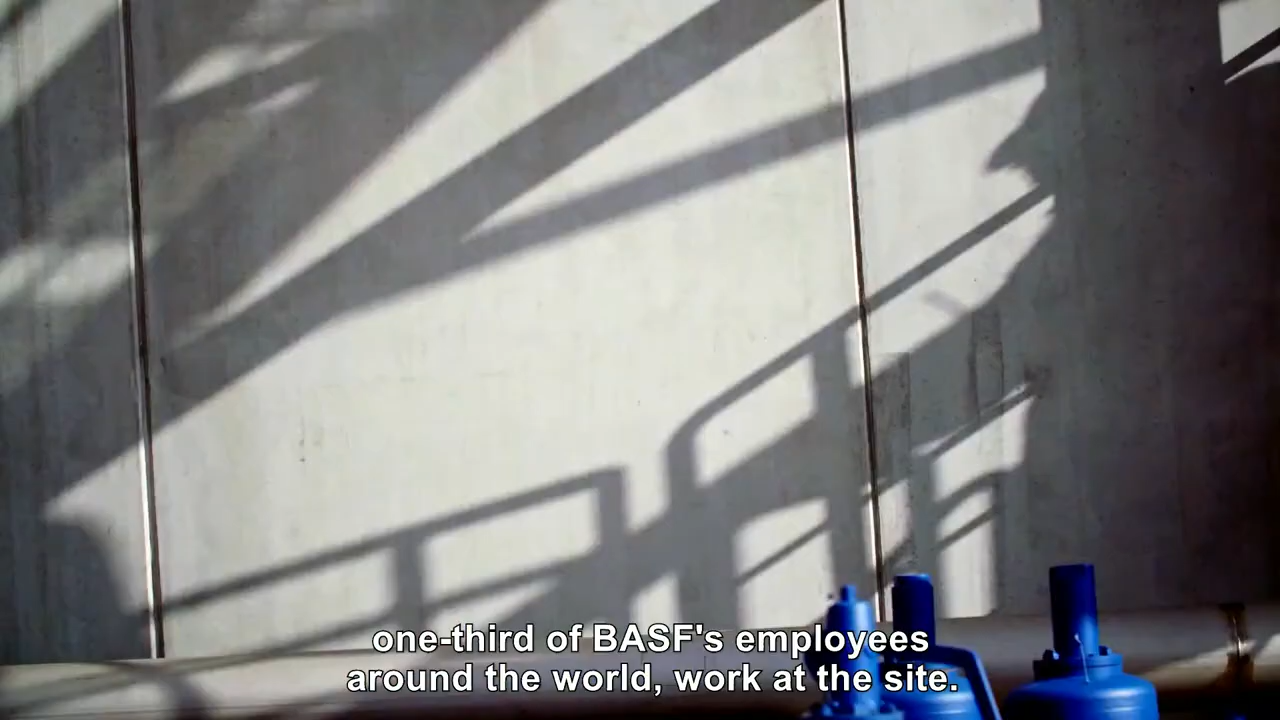 one-third of BASF's employees
around the world, work at the site.